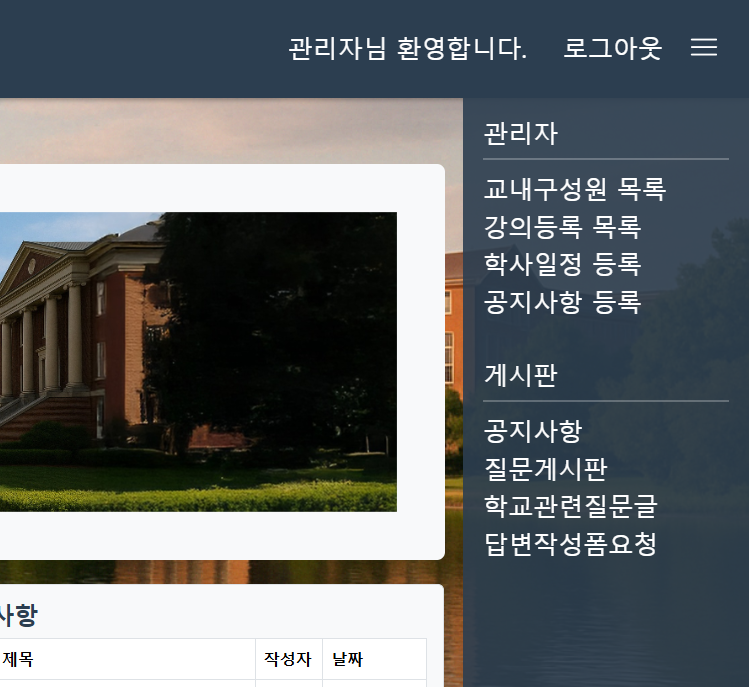 관리자님 환영합니다. 로그아웃
관리자
교내구성원 목록
강의등록 목록
학사일정 등록
공지사항 등록
게시판
공지사항
질문게시판
학교관련질문글
답변작성폼요청
사항
제목 작성자 날짜